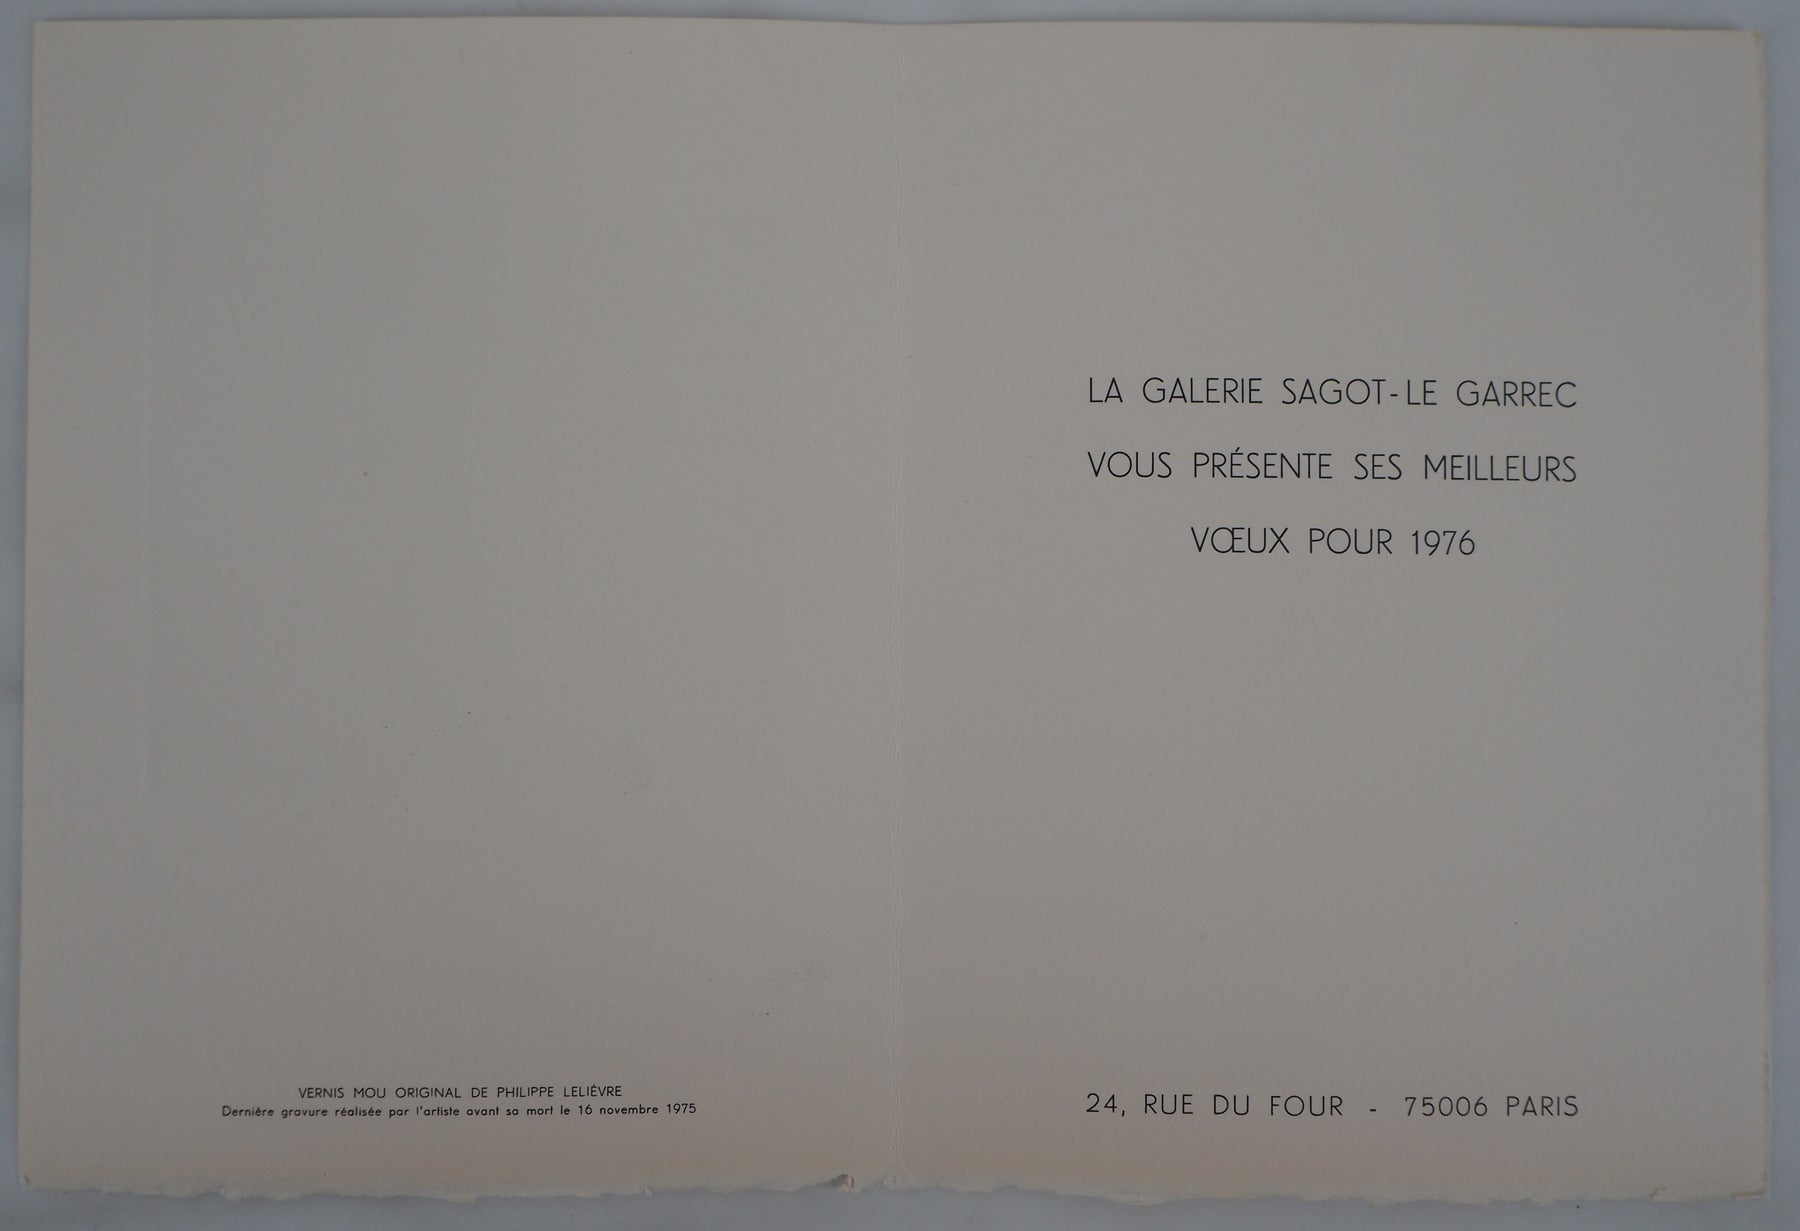 VERNIS MOU ORIGINAL DE PHILIPPE LELIÈVRE
Dernière gravure réalisée par l'artiste avant sa mort le 16 novembre 1975
LA GALERIE SAGOT-LE GARREC
VOUS PRÉSENTE SES MEILLEURS
VŒUX POUR 1976
24, RUE DU FOUR - 75006 PARIS